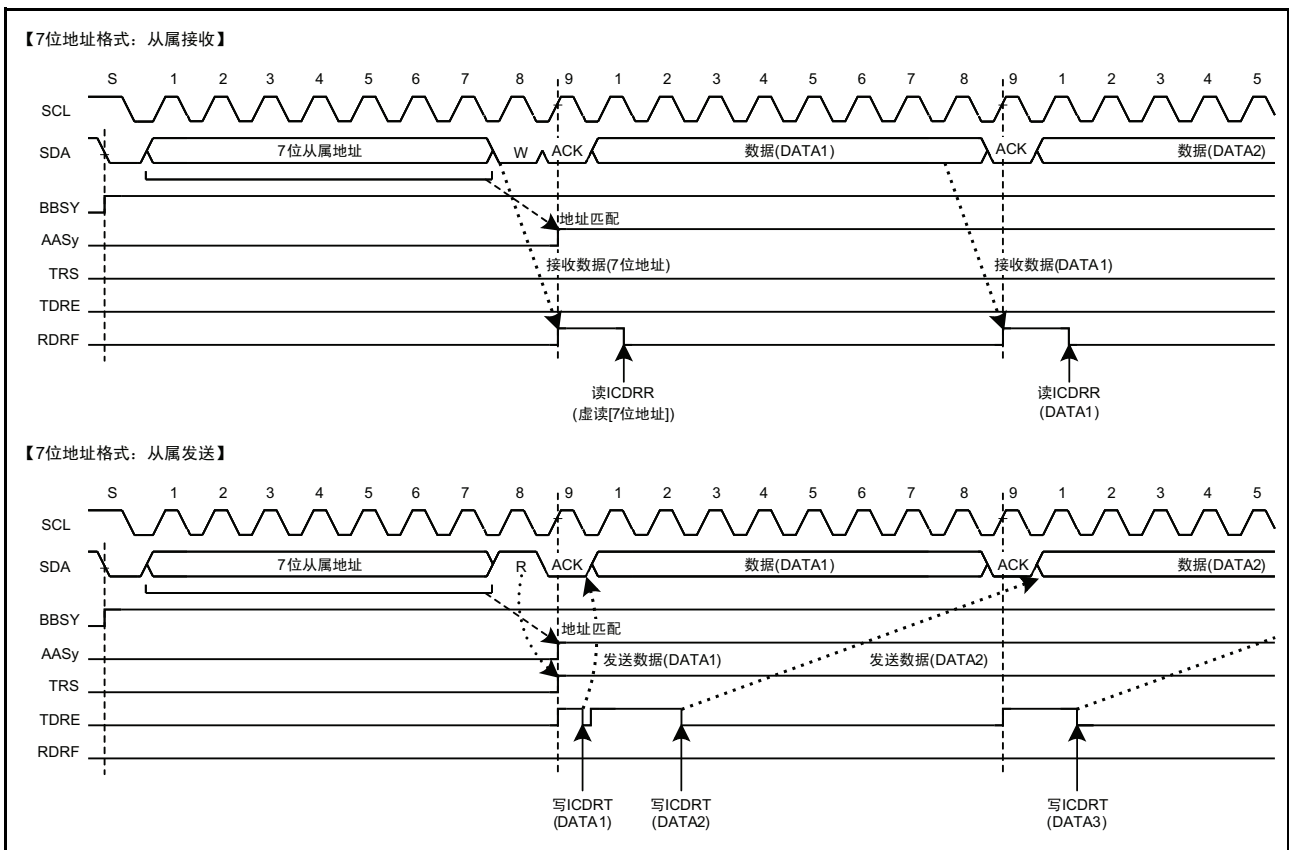 【7位地址格式：从属接收】
S 1 2 3 4 5 6 7 8 9 1 2 3 4 5 6 7 8 9 1 2 3 4 5
SCL
SDA 7位从属地址 W ACK 数据(DATA1) ACK 数据(DATA2)
BBSY
地址匹配
AASy
接收数据(7位地址) 接收数据(DATA1)
TRS
TDRE
RDRF
读ICDRR 读ICDRR
(虚读[7位地址]) (DATA1)
【7位地址格式：从属发送】
S 1 2 3 4 5 6 7 8 9 1 2 3 4 5 6 7 8 9 1 2 3 4 5
SCL
SDA 7位从属地址 R ACK 数据(DATA1) ACK 数据(DATA2)
BBSY
地址匹配
AASy
发送数据(DATA1) 发送数据(DATA2)
TRS
TDRE
RDRF
写ICDRT 写ICDRT 写ICDRT
(DATA1) (DATA2) (DATA3)